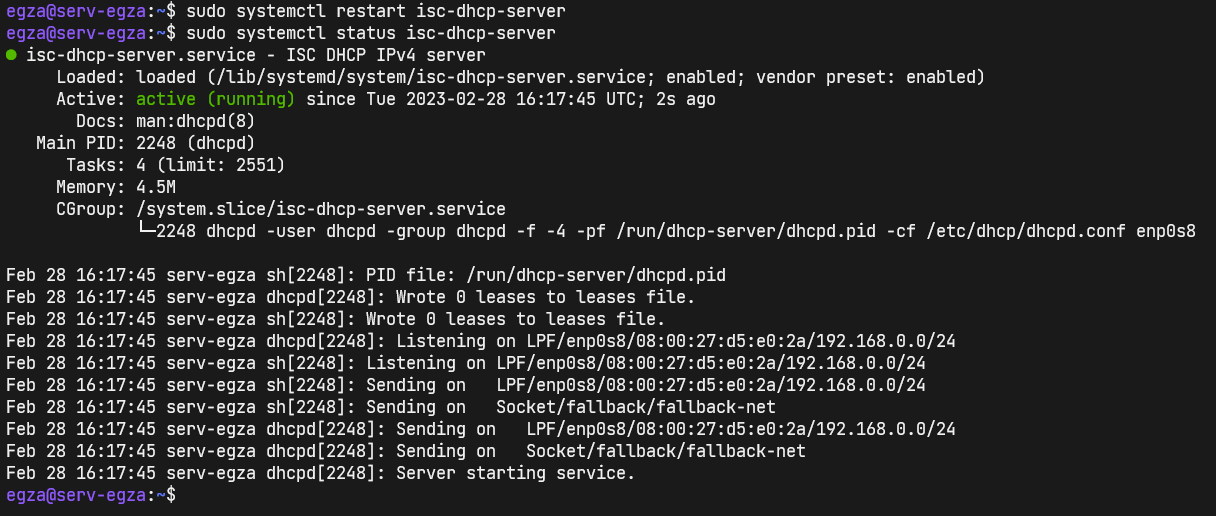 egza@serv-egza:~$ sudo systemctl restart isc-dhcp-server
egza@serv-egza:~$ sudo systemctl status isc-dhcp-server
● isc-dhcp-server.service - ISC DHCP IPv4 server
     Loaded: loaded (/lib/systemd/system/isc-dhcp-server.service; enabled; vendor preset: enabled)
     Active: active (running) since Tue 2023-02-28 16:17:45 UTC; 2s ago
       Docs: man:dhcpd(8)
   Main PID: 2248 (dhcpd)
      Tasks: 4 (limit: 2551)
     Memory: 4.5M
     CGroup: /system.slice/isc-dhcp-server.service
             └─2248 dhcpd -user dhcpd -group dhcpd -f -4 -pf /run/dhcp-server/dhcpd.pid -cf /etc/dhcp/dhcpd.conf enp0s8

Feb 28 16:17:45 serv-egza sh[2248]: PID file: /run/dhcp-server/dhcpd.pid
Feb 28 16:17:45 serv-egza dhcpd[2248]: Wrote 0 leases to leases file.
Feb 28 16:17:45 serv-egza sh[2248]: Wrote 0 leases to leases file.
Feb 28 16:17:45 serv-egza dhcpd[2248]: Listening on LPF/enp0s8/08:00:27:d5:e0:2a/192.168.0.0/24
Feb 28 16:17:45 serv-egza sh[2248]: Listening on LPF/enp0s8/08:00:27:d5:e0:2a/192.168.0.0/24
Feb 28 16:17:45 serv-egza sh[2248]: Sending on   LPF/enp0s8/08:00:27:d5:e0:2a/192.168.0.0/24
Feb 28 16:17:45 serv-egza sh[2248]: Sending on   Socket/fallback/fallback-net
Feb 28 16:17:45 serv-egza dhcpd[2248]: Sending on   LPF/enp0s8/08:00:27:d5:e0:2a/192.168.0.0/24
Feb 28 16:17:45 serv-egza dhcpd[2248]: Sending on   Socket/fallback/fallback-net
Feb 28 16:17:45 serv-egza dhcpd[2248]: Server starting service.
egza@serv-egza:~$